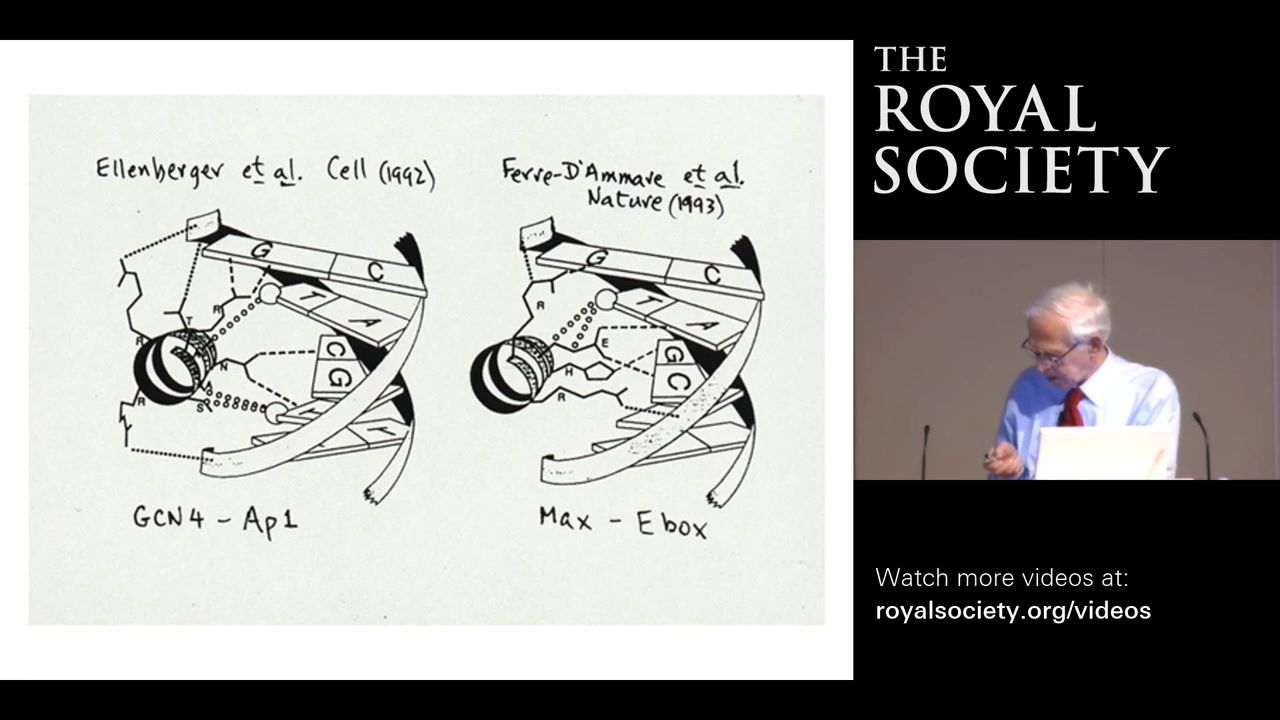 Ellenberger et al. Cell (1992)
G
C
T
A
C
G
T
R
T
R
N
A
S
R
GCN4 - Ap1
Ferre-D'Ammare et al.
Nature (1993)
G
C
T
A
G
C
R
E
H
R
Max - Ebox
THE
ROYAL
SOCIETY
Watch more videos at:
royalsociety.org/videos